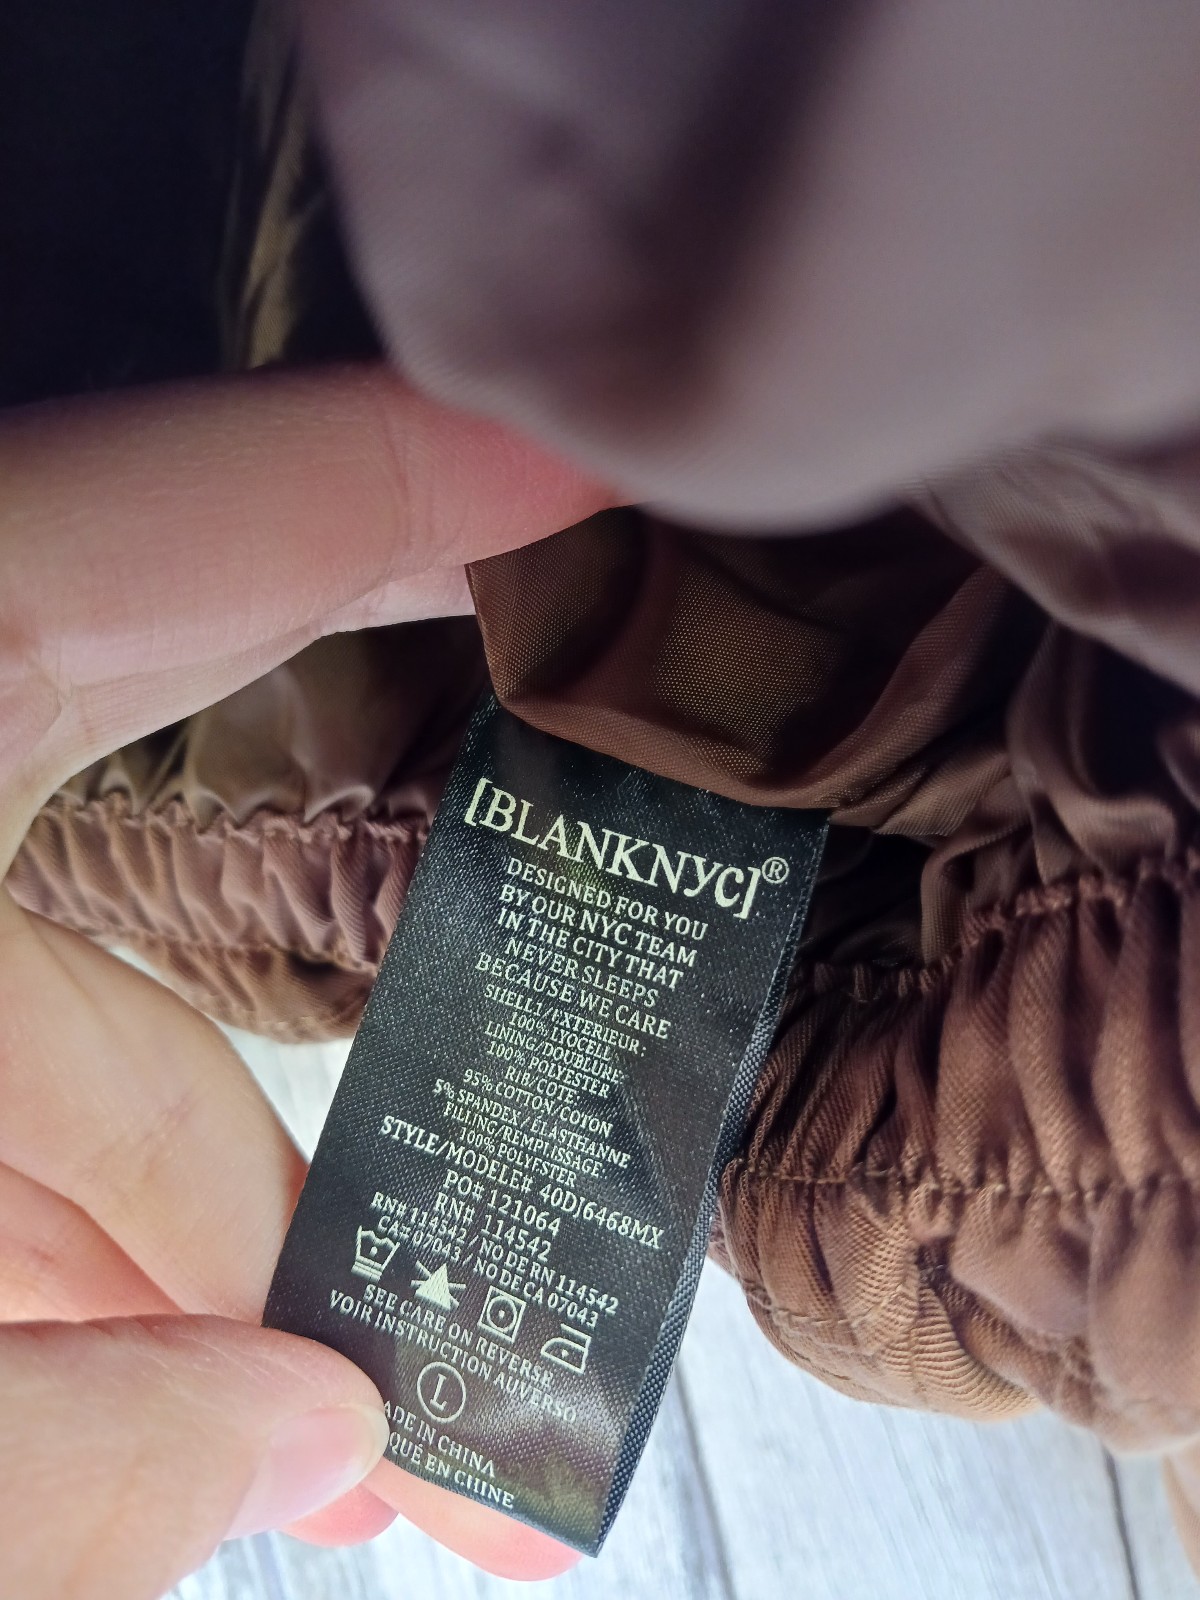 [BLANKNYC]®
DESIGNED FOR YOU
BY OUR NYC TEAM
IN THE CITY THAT
NEVER SLEEPS
BECAUSE WE CARE
SHELL1/EXTERIEUR:
100% LYOCELL
LINING/DOUBLURE
100% POLYESTER
RIB/COTE:
95% COTTON/COTON
5% SPANDEX/ELASTHANNE
FILLING/REMPLISSAGE
100% POLYESTER
STYLE/MODELE# 40DJ6468MX
PO# 121064
RN# 114542
RN# 114542 / NO DE RN 114542
CA# 07043 / NO DE CA 07043
SEE CARE ON REVERSE
VOIR INSTRUCTION AUVERSO
L
ADE IN CHINA
QUÉ EN CHINE